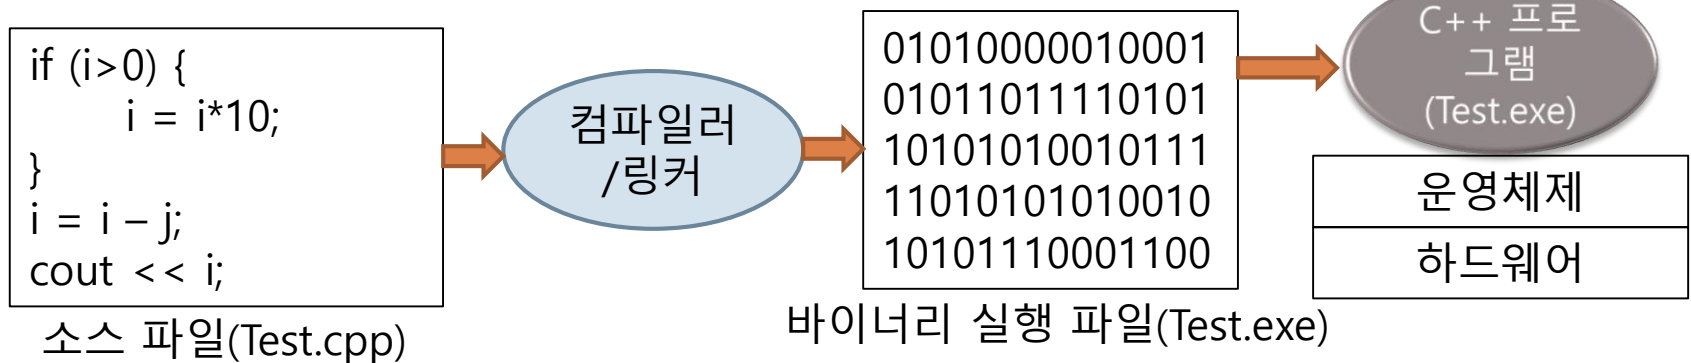 if (i>0) {
i = i*10;
}
i = i – j;
cout << i;
소스 파일(Test.cpp)
컴파일러
/링커
01010000010001
01011011110101
10101010010111
11010101010010
10101110001100
바이너리 실행 파일(Test.exe)
C++ 프로
그램
(Test.exe)
운영체제
하드웨어